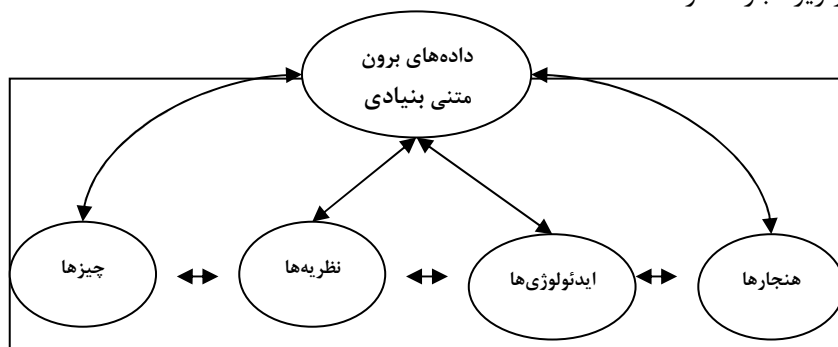 داده‌های برون
متنی بنیادی
هنجارها
ایدئولوژی‌ها
نظریه‌ها
چیزها